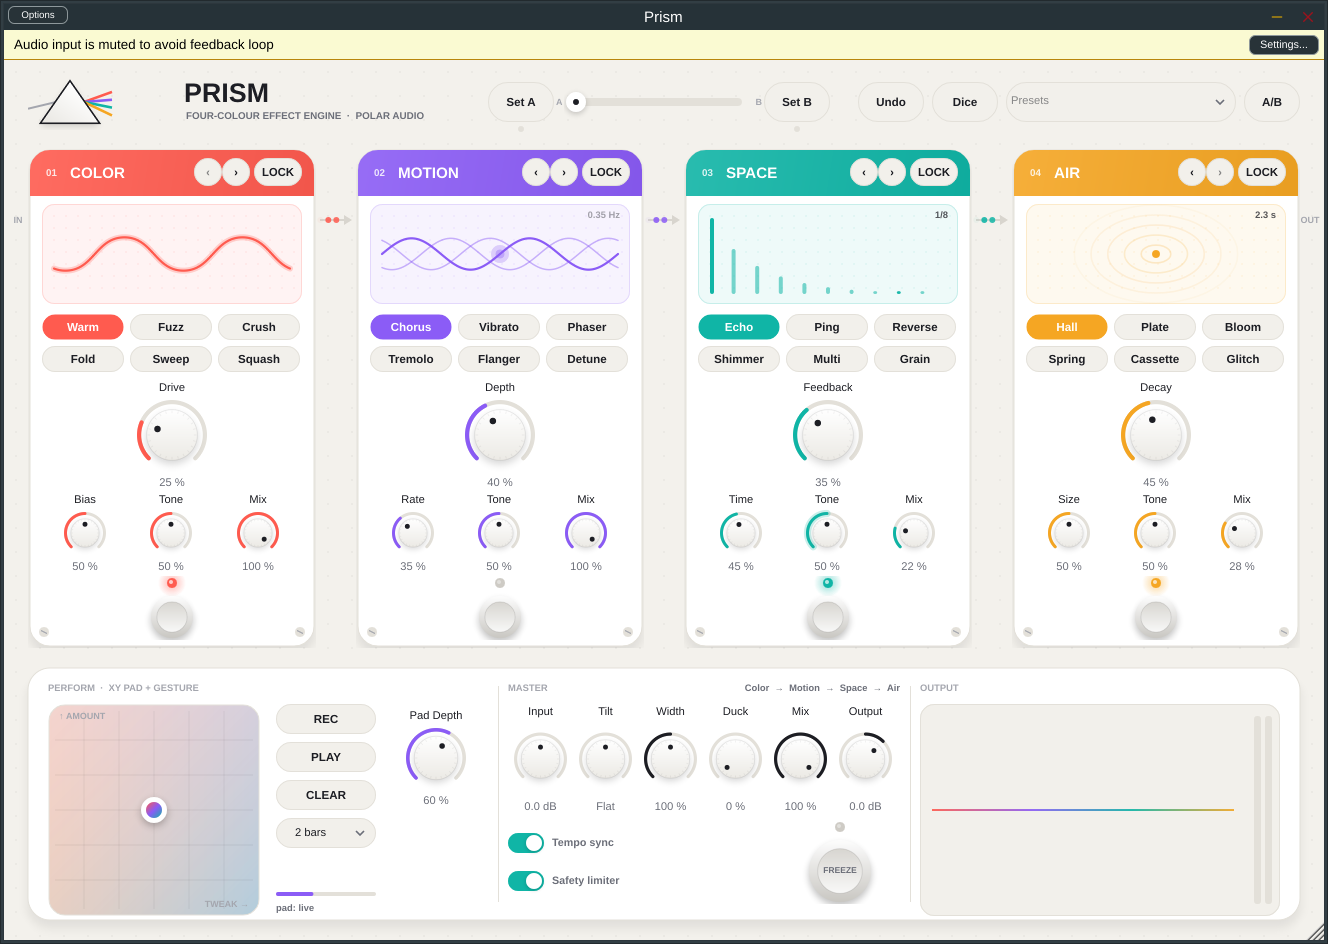 Options
Prism
Audio input is muted to avoid feedback loop
Settings...
PRISM
FOUR-COLOUR EFFECT ENGINE · POLAR AUDIO
Set A
A
B
Set B
Undo
Dice
Presets
A/B
01 COLOR ‹ › LOCK
02 MOTION ‹ › LOCK
03 SPACE ‹ › LOCK
04 AIR ‹ › LOCK
IN
0.35 Hz
1/8
2.3 s
OUT
Warm Fuzz Crush
Fold Sweep Squash
Drive
25 %
Bias Tone Mix
50 % 50 % 100 %
Chorus Vibrato Phaser
Tremolo Flanger Detune
Depth
40 %
Rate Tone Mix
35 % 50 % 100 %
Echo Ping Reverse
Shimmer Multi Grain
Feedback
35 %
Time Tone Mix
45 % 50 % 22 %
Hall Plate Bloom
Spring Cassette Glitch
Decay
45 %
Size Tone Mix
50 % 50 % 28 %
PERFORM · XY PAD + GESTURE
↑ AMOUNT
TWEAK →
REC
PLAY
CLEAR
2 bars
pad: live
Pad Depth
60 %
MASTER
Color → Motion → Space → Air
Input Tilt Width Duck Mix Output
0.0 dB Flat 100 % 0 % 100 % 0.0 dB
Tempo sync
Safety limiter
FREEZE
OUTPUT